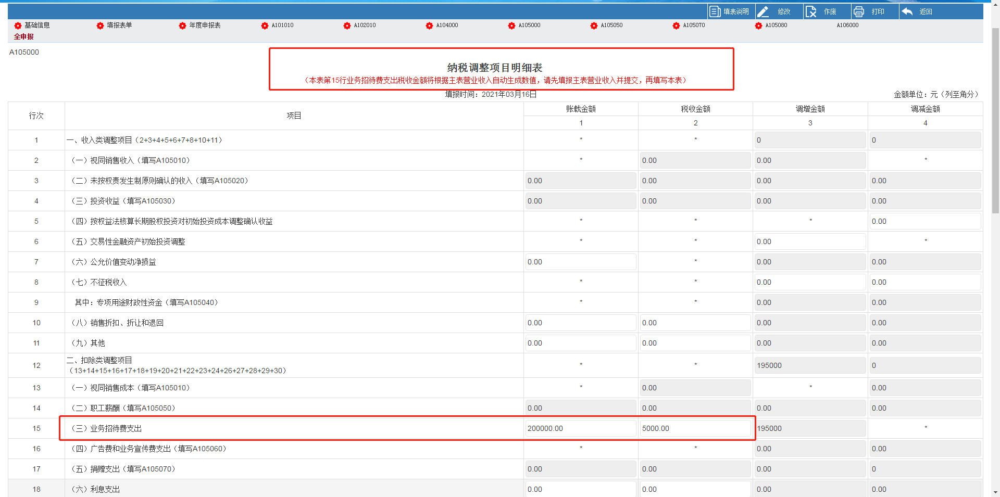 填表说明 修改 作废 打印 返回
基础信息 填报表单 年度申报表 A101010 A102010 A104000 A105000 A105050 A105070 A105080 A106000
全申报
A105000
纳税调整项目明细表
（本表第15行业务招待费支出税收金额将根据主表营业收入自动生成数值，请先填报主表营业收入并提交，再填写本表）
填报时间：2021年03月16日 金额单位：元（列至角分）
行次 项目 账载金额 税收金额 调增金额 调减金额
1 2 3 4
1 一、收入类调整项目（2+3+4+5+6+7+8+10+11） * * 0 0
2 （一）视同销售收入（填写A105010） * 0.00 0.00 *
3 （二）未按权责发生制原则确认的收入（填写A105020） 0.00 0.00 0.00 0.00
4 （三）投资收益（填写A105030） 0.00 0.00 0.00 0.00
5 （四）按权益法核算长期股权投资对初始投资成本调整确认收益 * * * 0.00
6 （五）交易性金融资产初始投资调整 * * 0.00 *
7 （六）公允价值变动净损益 0.00 * 0.00 0.00
8 （七）不征税收入 * * 0.00 0.00
9 其中：专项用途财政性资金（填写A105040） * * 0.00 0.00
10 （八）销售折扣、折让和退回 0.00 0.00 0.00 0.00
11 （九）其他 0.00 0.00 0.00 0.00
12 二、扣除类调整项目 * * 195000 0
（13+14+15+16+17+18+19+20+21+22+23+24+26+27+28+29+30）
13 （一）视同销售成本（填写A105010） * 0.00 * 0.00
14 （二）职工薪酬（填写A105050） 0.00 0.00 0.00 0.00
15 （三）业务招待费支出 200000.00 5000.00 195000 *
16 （四）广告费和业务宣传费支出（填写A105060） * * 0.00 0.00
17 （五）捐赠支出（填写A105070） 0.00 0.00 0.00 0
18 （六）利息支出 0.00 0.00 0.00 0.00